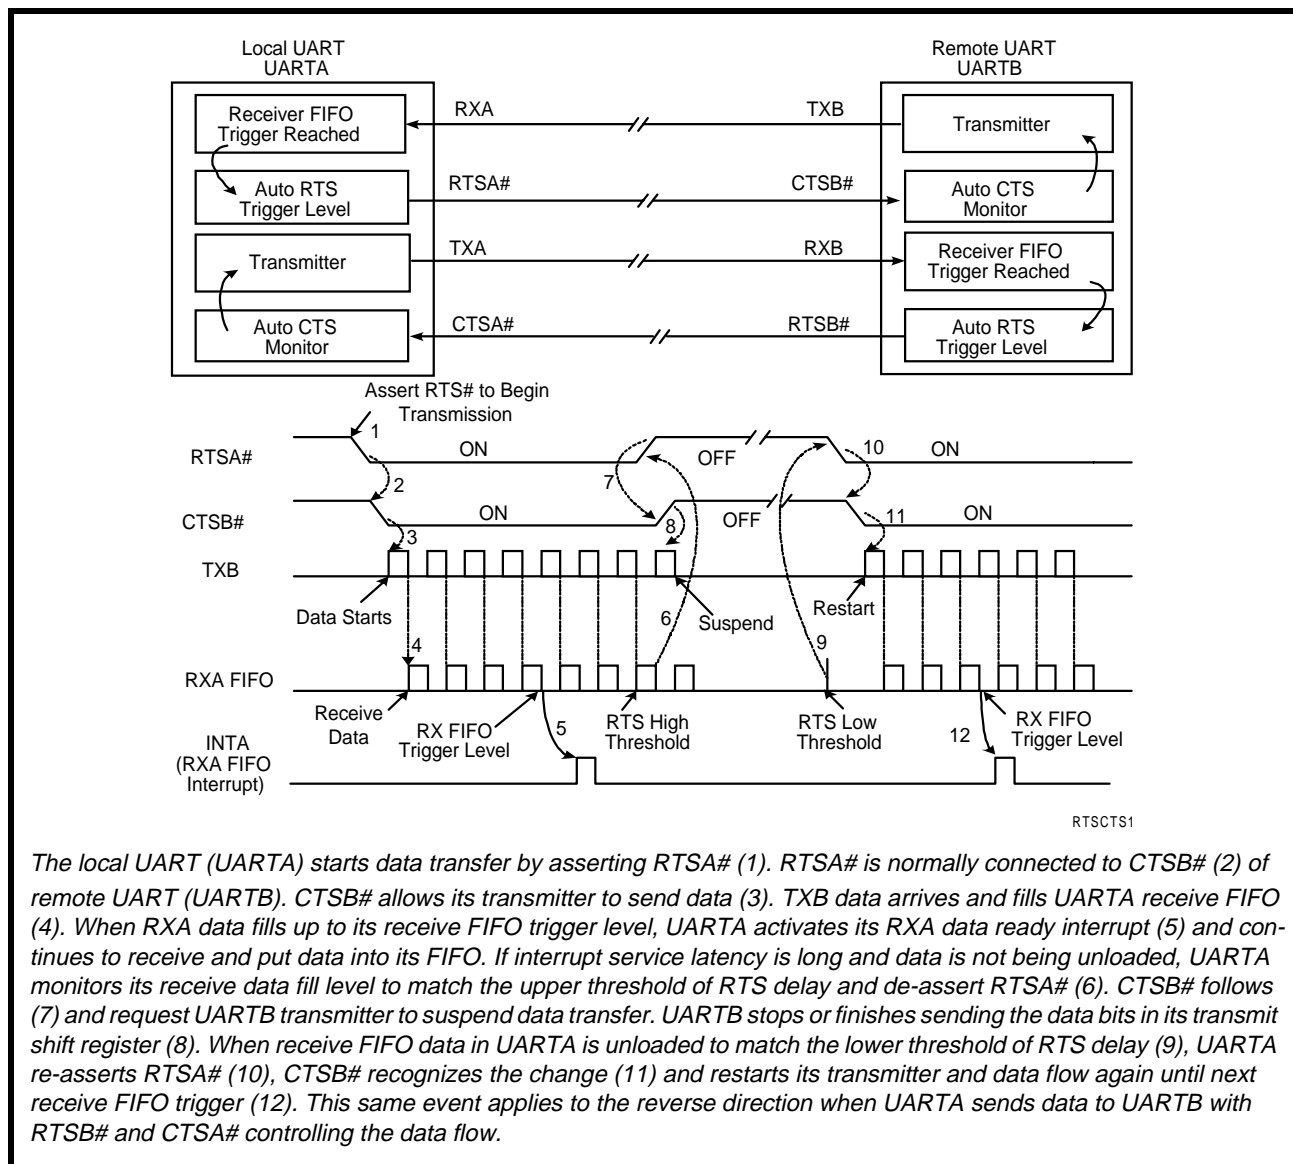 Local UART
UARTA
Remote UART
UARTB
Receiver FIFO
Trigger Reached
RXA
TXB
Transmitter
Auto RTS
Trigger Level
RTSA#
CTSB#
Auto CTS
Monitor
Transmitter
TXA
RXB
Receiver FIFO
Trigger Reached
Auto CTS
Monitor
CTSA#
RTSB#
Auto RTS
Trigger Level
Assert RTS# to Begin
Transmission
RTSA#
1
ON
7
OFF
10
ON
2
CTSB#
ON
8
OFF
11
ON
3
TXB
Data Starts
6
Suspend
Restart
4
9
RXA FIFO
Receive
Data
RX FIFO
Trigger Level
5
RTS High
Threshold
RTS Low
Threshold
12
RX FIFO
Trigger Level
INTA
(RXA FIFO
Interrupt)
RTSCTS1
The local UART (UARTA) starts data transfer by asserting RTSA# (1). RTSA# is normally connected to CTSB# (2) of
remote UART (UARTB). CTSB# allows its transmitter to send data (3). TXB data arrives and fills UARTA receive FIFO
(4). When RXA data fills up to its receive FIFO trigger level, UARTA activates its RXA data ready interrupt (5) and con-
tinues to receive and put data into its FIFO. If interrupt service latency is long and data is not being unloaded, UARTA
monitors its receive data fill level to match the upper threshold of RTS delay and de-assert RTSA# (6). CTSB# follows
(7) and request UARTB transmitter to suspend data transfer. UARTB stops or finishes sending the data bits in its transmit
shift register (8). When receive FIFO data in UARTA is unloaded to match the lower threshold of RTS delay (9), UARTA
re-asserts RTSA# (10), CTSB# recognizes the change (11) and restarts its transmitter and data flow again until next
receive FIFO trigger (12). This same event applies to the reverse direction when UARTA sends data to UARTB with
RTSB# and CTSA# controlling the data flow.